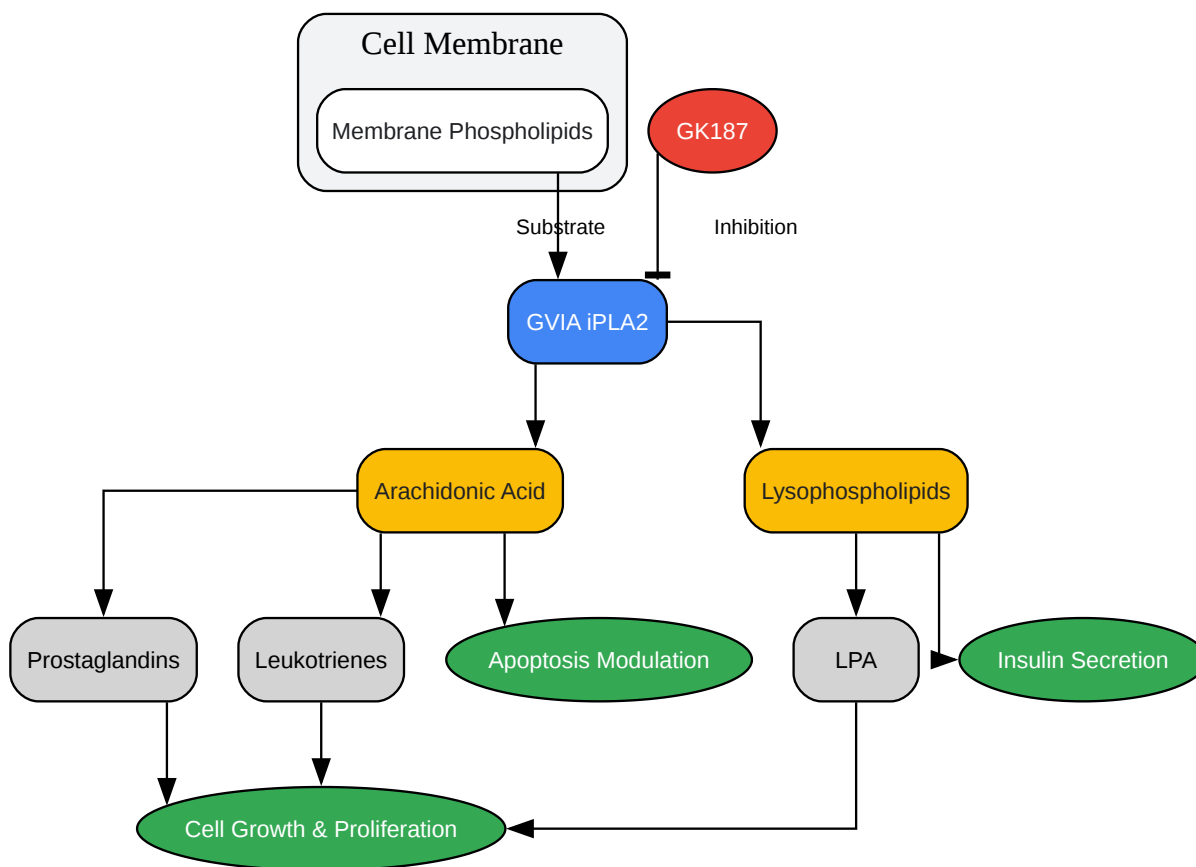 Cell Membrane
Membrane Phospholipids
GK187
Substrate
Inhibition
GVIA iPLA2
Arachidonic Acid
Lysophospholipids
Prostaglandins
Leukotrienes
Apoptosis Modulation
LPA
Insulin Secretion
Cell Growth & Proliferation